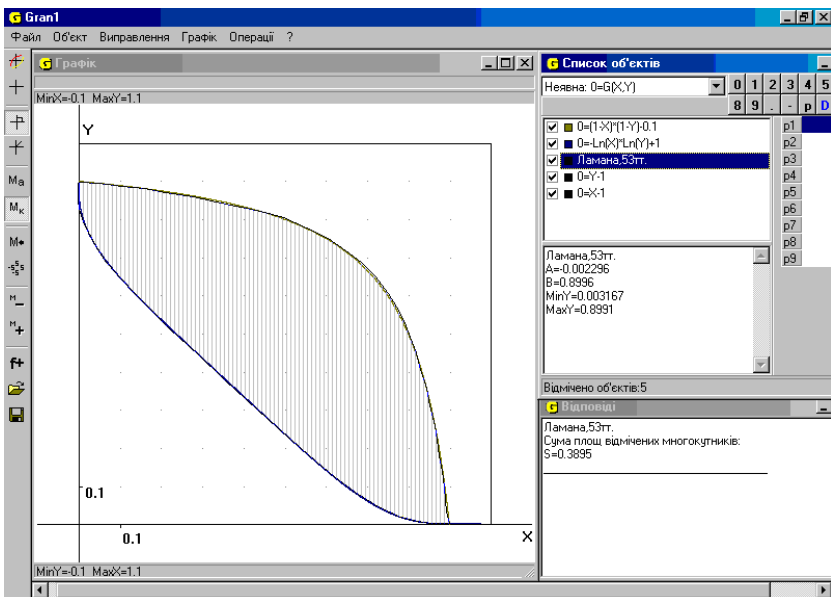 Gran1
Файл Об'єкт Виправлення Графік Операції ?
Графік
MinX=-0.1 MaxY=1.1
Y
0.1
0.1
X
MinY=-0.1 MaxX=1.1
Ma
Mк
M
M
M
f+
Список об'єктів
Неявна: 0=G(X,Y)
0 1 2 3 4 5
8 9 . - p D
0=(1-X)*(1-Y)-0.1
0=-Ln(X)*Ln(Y)+1
Ламана,53тт.
0=Y-1
0=X-1
p1
p2
p3
p4
p5
p6
p7
p8
p9
Ламана,53тт.
A=-0.002296
B=0.8996
MinY=0.003167
MaxY=0.8991
Відмічено об'єктів:5
Відповіді
Ламана,53тт.
Сума площ відмічених многокутників:
S=0.3895